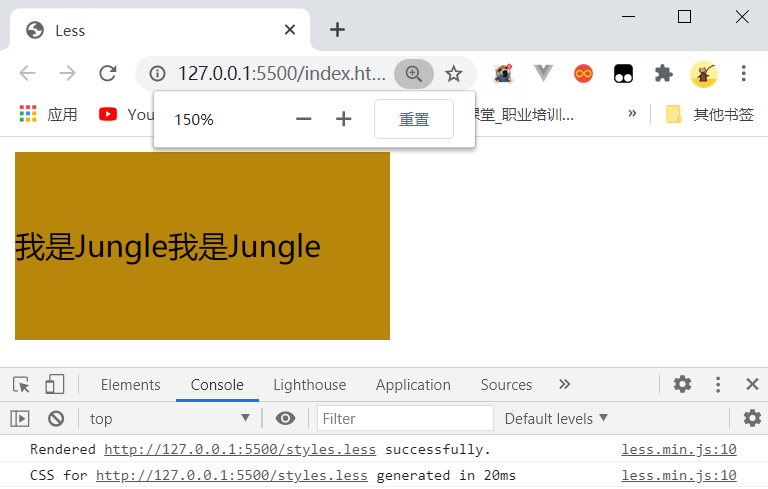 Less
127.0.0.1:5500/index.ht...
应用
You
150%
重置
课堂_职业培训...
»
其他书签
我是Jungle我是Jungle
Elements Console Lighthouse Application Sources »
top
Filter
Default levels
Rendered http://127.0.0.1:5500/styles.less successfully. less.min.js:10
CSS for http://127.0.0.1:5500/styles.less generated in 20ms less.min.js:10